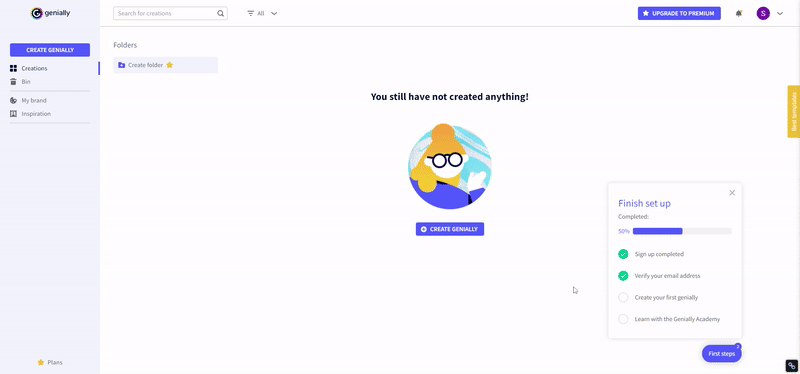 genially
Search for creations
All
UPGRADE TO PREMIUM
S
CREATE GENIALLY
Creations
Bin
My brand
Inspiration
Plans
Folders
Create folder
You still have not created anything!
CREATE GENIALLY
Best templates
Finish set up
Completed:
50%
Sign up completed
Verify your email address
Create your first genially
Learn with the Genially Academy
First steps